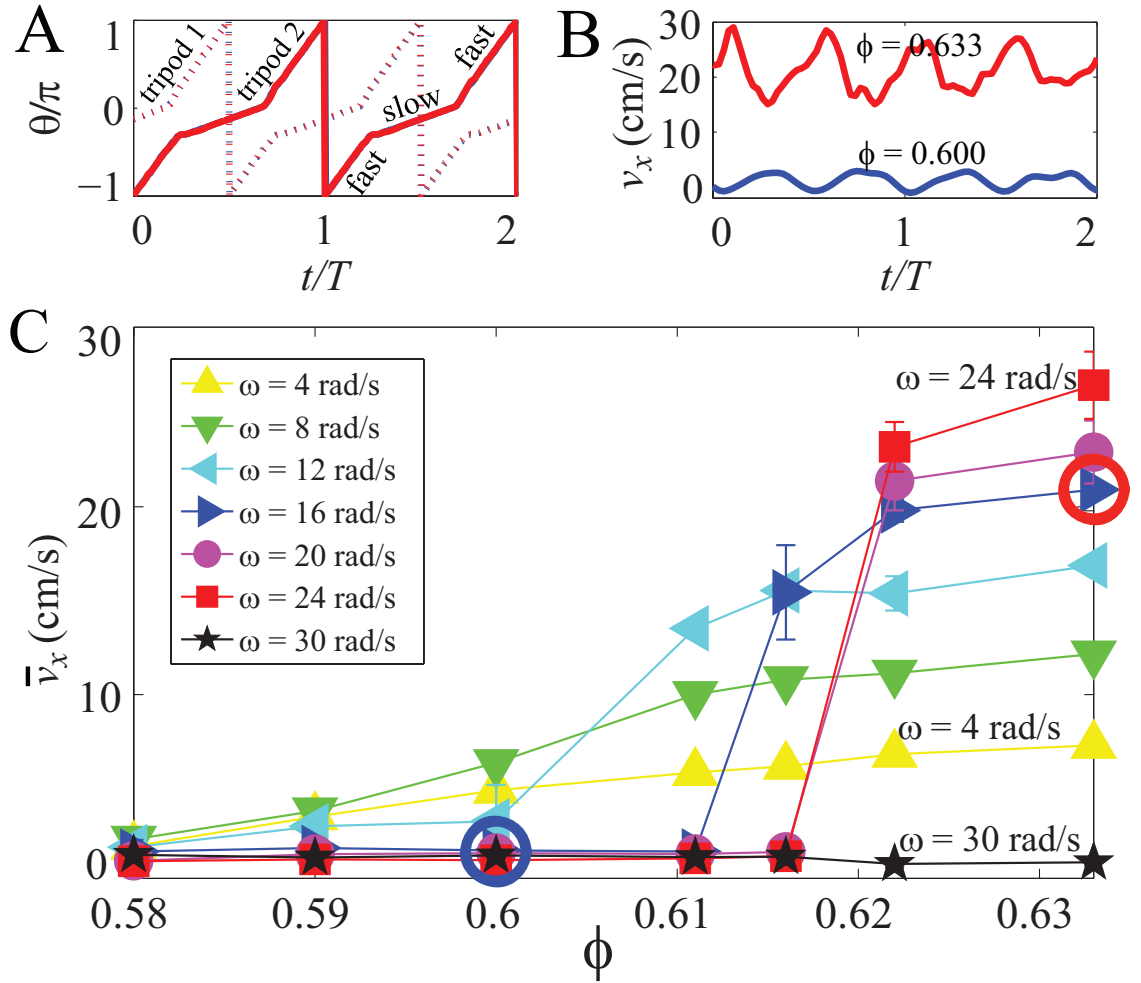 A
1
0
−1
θ/π
tripod 1
tripod 2
fast
slow
fast
0
1
2
t/T
B
30
20
10
0
v_x (cm/s)
ϕ = 0.633
ϕ = 0.600
0
1
2
t/T
C
30
20
10
0
v̄_x (cm/s)
ω = 4 rad/s
ω = 8 rad/s
ω = 12 rad/s
ω = 16 rad/s
ω = 20 rad/s
ω = 24 rad/s
ω = 30 rad/s
ω = 24 rad/s
ω = 4 rad/s
ω = 30 rad/s
0.58
0.59
0.6
0.61
0.62
0.63
ϕ